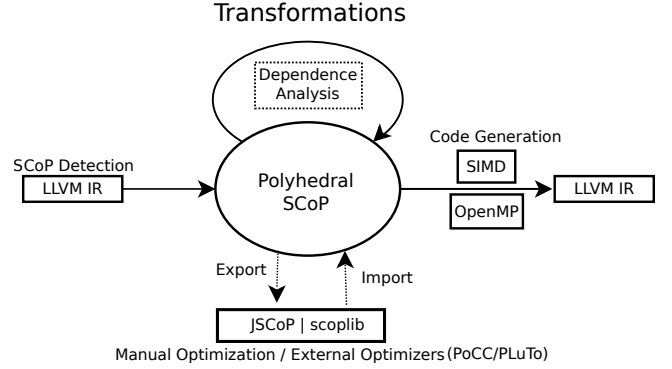 Transformations
Dependence
Analysis
Code Generation
SIMD
SCoP Detection
LLVM IR
Polyhedral
SCoP
LLVM IR
OpenMP
Export
Import
JSCoP | scoplib
Manual Optimization / External Optimizers (PoCC/PLuTo)